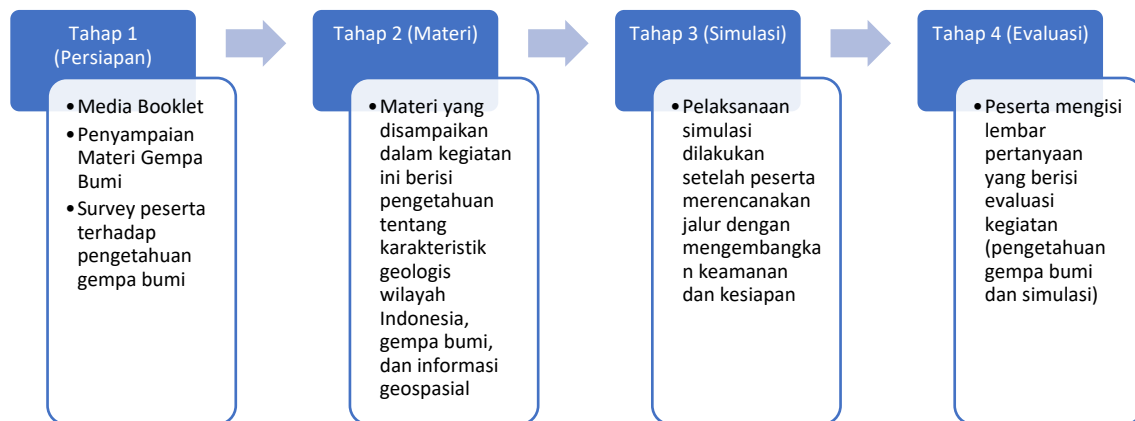 Tahap 1
(Persiapan)
•Media Booklet
•Penyampaian
Materi Gempa
Bumi
•Survey peserta
terhadap
pengetahuan
gempa bumi
Tahap 2 (Materi)
•Materi yang
disampaikan
dalam kegiatan
ini berisi
pengetahuan
tentang
karakteristik
geologis
wilayah
Indonesia,
gempa bumi,
dan informasi
geospasial
Tahap 3 (Simulasi)
•Pelaksanaan
simulasi
dilakukan
setelah peserta
merencanakan
jalur dengan
mengembangka
n keamanan
dan kesiapan
Tahap 4 (Evaluasi)
•Peserta mengisi
lembar
pertanyaan
yang berisi
evaluasi
kegiatan
(pengetahuan
gempa bumi
dan simulasi)